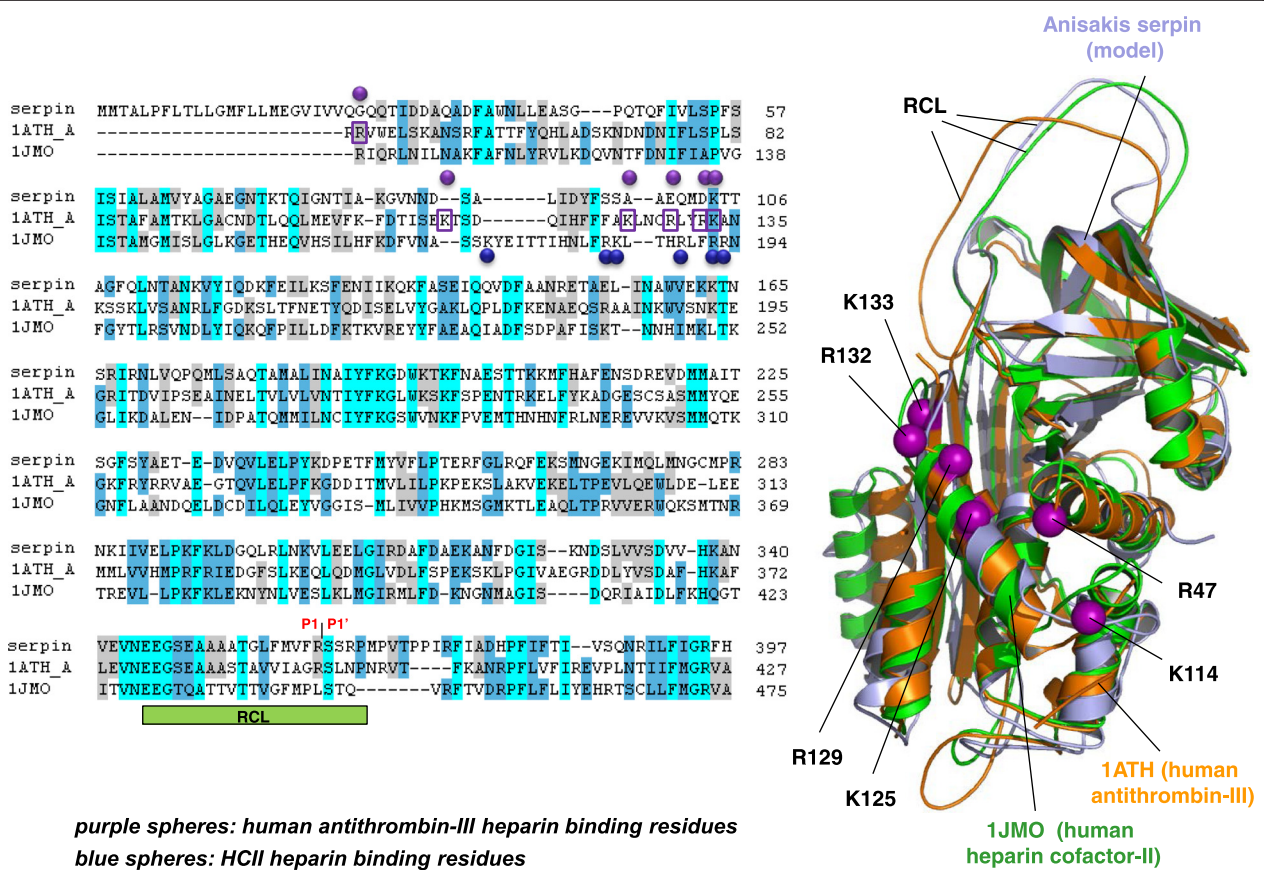 serpin MMTALPFLTLLGMFLLMEGVIVVQGQQTIDDAQADFAWNLLEASG---PQTQFIVLSPFS 57
1ATH_A ------------------------RRVWELSKANSRFATTFYQHLADSKNDNDNIFLSPLS 82
1JMO ------------------------RIQRLNILNAKFAFNLYRVLKDQVNTFDNIFIAPVG 138
serpin ISIALAMVYAGAEGNTKTQIGNTIA-KGVNND--SA------LIDYFSSA--AEQMDKTT 106
1ATH_A ISTAFAMTKLGACNDTLQQLMEVFK-FDTISEKTSD------QIHFFFAKLNCRLYRKAN 135
1JMO ISTAMGMISLGLKGETHEQVHSILHFKDFVNA--SSKYEITTIHNLFRKL--THRLFRRN 194
serpin AGFQLNTANKVYIQDKFEILKSFENIIKQKFASEIQQVDFAANRETAEL-INAWVEKKTN 165
1ATH_A KSSKLVSANRLFGDKSLTFNETYQDISELVYGAKLQPLDFKENAEQSRAAINKWVSNKTE 195
1JMO FGYTLRSVNDLYIQKQFPILLDFKTKVREYYFAEAQIADFSDPAFISKT--NNHIMKLTK 252
serpin SRIRNLVQPQMLSAQTAMALINAIYFKGDWKTKFNAESTTKKMFHAFENSDREVDMMAIT 225
1ATH_A GRITDVIPSEAINELTVLVLVNTIYFKGLWKSKFSPENTRKELFYKADGESCSASMMYQE 255
1JMO GLIKDALEN--IDPATQMMILNCIYFKGSWVNKFPVEMTHNHNFRLNEREVVKVSMMQTK 310
serpin SGFSYAET-E-DVQVLELPYKDPETFMYVFLPTERFGLRQFEKSMNGEKIMQLMNGCMPR 283
1ATH_A GKFRYRRVAE-GTQVLELPFKGDDITMVLILPKPEKSLAKVEKELTPEVLQEWLDE-LEE 313
1JMO GNFLAANDQELDCDILQLEYVGGIS-MLIVVPHKMSGMKTLEAQLTPRVVERWQKSMTNR 369
serpin NKIIVELPKFKLDGQLRLNKVLEELGIRDAFDAEKANFDGIS--KNDSLVVSDVV-HKAN 340
1ATH_A MMLVVHMPRFRIEDGFSLKEQLQDMGLVDLFSPEKSKLPGIVAEGRDDLYVSDAF-HKAF 372
1JMO TREVLL-LPKFKLEKNYNLVESLKLMGIRMLFD-KNGNMAGIS----DQRIAIDLFKHQGT 423
P1 P1'
serpin VEVNEEGSEAAAATGLFMVFRSSRPMPVTPPIRFIADHPFIFTI--VSQNRILFIGRFH 397
1ATH_A LEVNEEGSEAAASTAVVIAGRSLNPNRVT----FKANRPFLVFIREVPLNTIIFMGRVA 427
1JMO ITVNEEGTQATTVTTVGFMPLSTQ-------VRFTVDRPFLFLIYEHRTSCLLFMGRVA 475
RCL
purple spheres: human antithrombin-III heparin binding residues
blue spheres: HCII heparin binding residues
Anisakis serpin
(model)
RCL
K133
R132
R47
K114
R129
K125
1ATH (human
antithrombin-III)
1JMO (human
heparin cofactor-II)